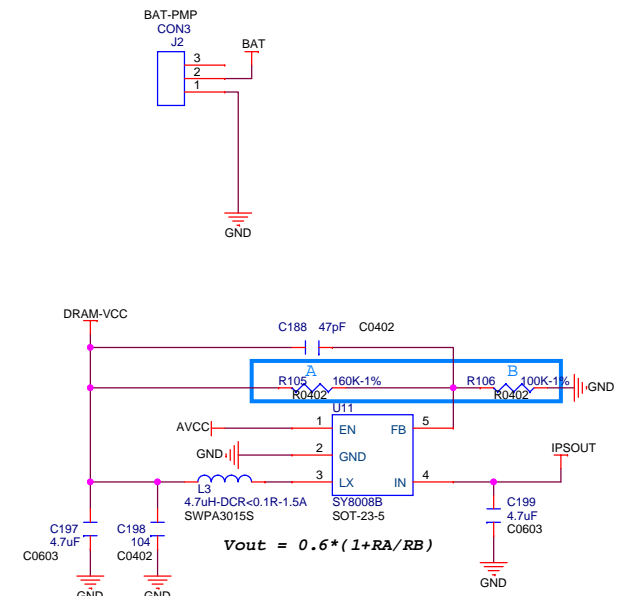 BAT-PMP
CON3
J2
BAT
3
2
1
GND
DRAM-VCC
C188 47pF C0402
A B
R105 160K-1% R106 100K-1% GND
R0402 R0402
U11
AVCC 1 EN FB 5
GND 2 GND
IPSOUT
3 LX IN 4
L3 SY8008B
4.7uH-DCR<0.1R-1.5A SOT-23-5
SWPA3015S
C199
4.7uF
C0603
C197 C198
4.7uF 104
C0603 C0402
Vout = 0.6*(1+RA/RB)
GND GND GND